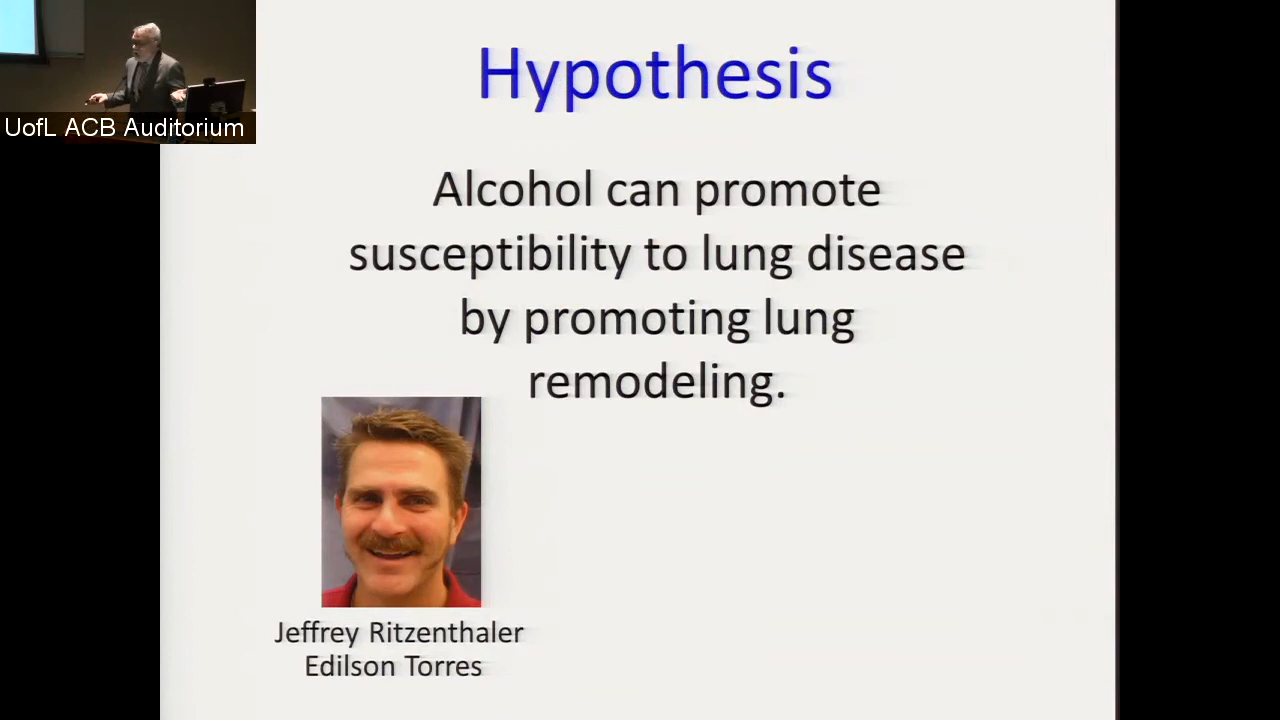 UofL ACB Auditorium
Hypothesis
Alcohol can promote
susceptibility to lung disease
by promoting lung
remodeling.
Jeffrey Ritzenthaler
Edilson Torres